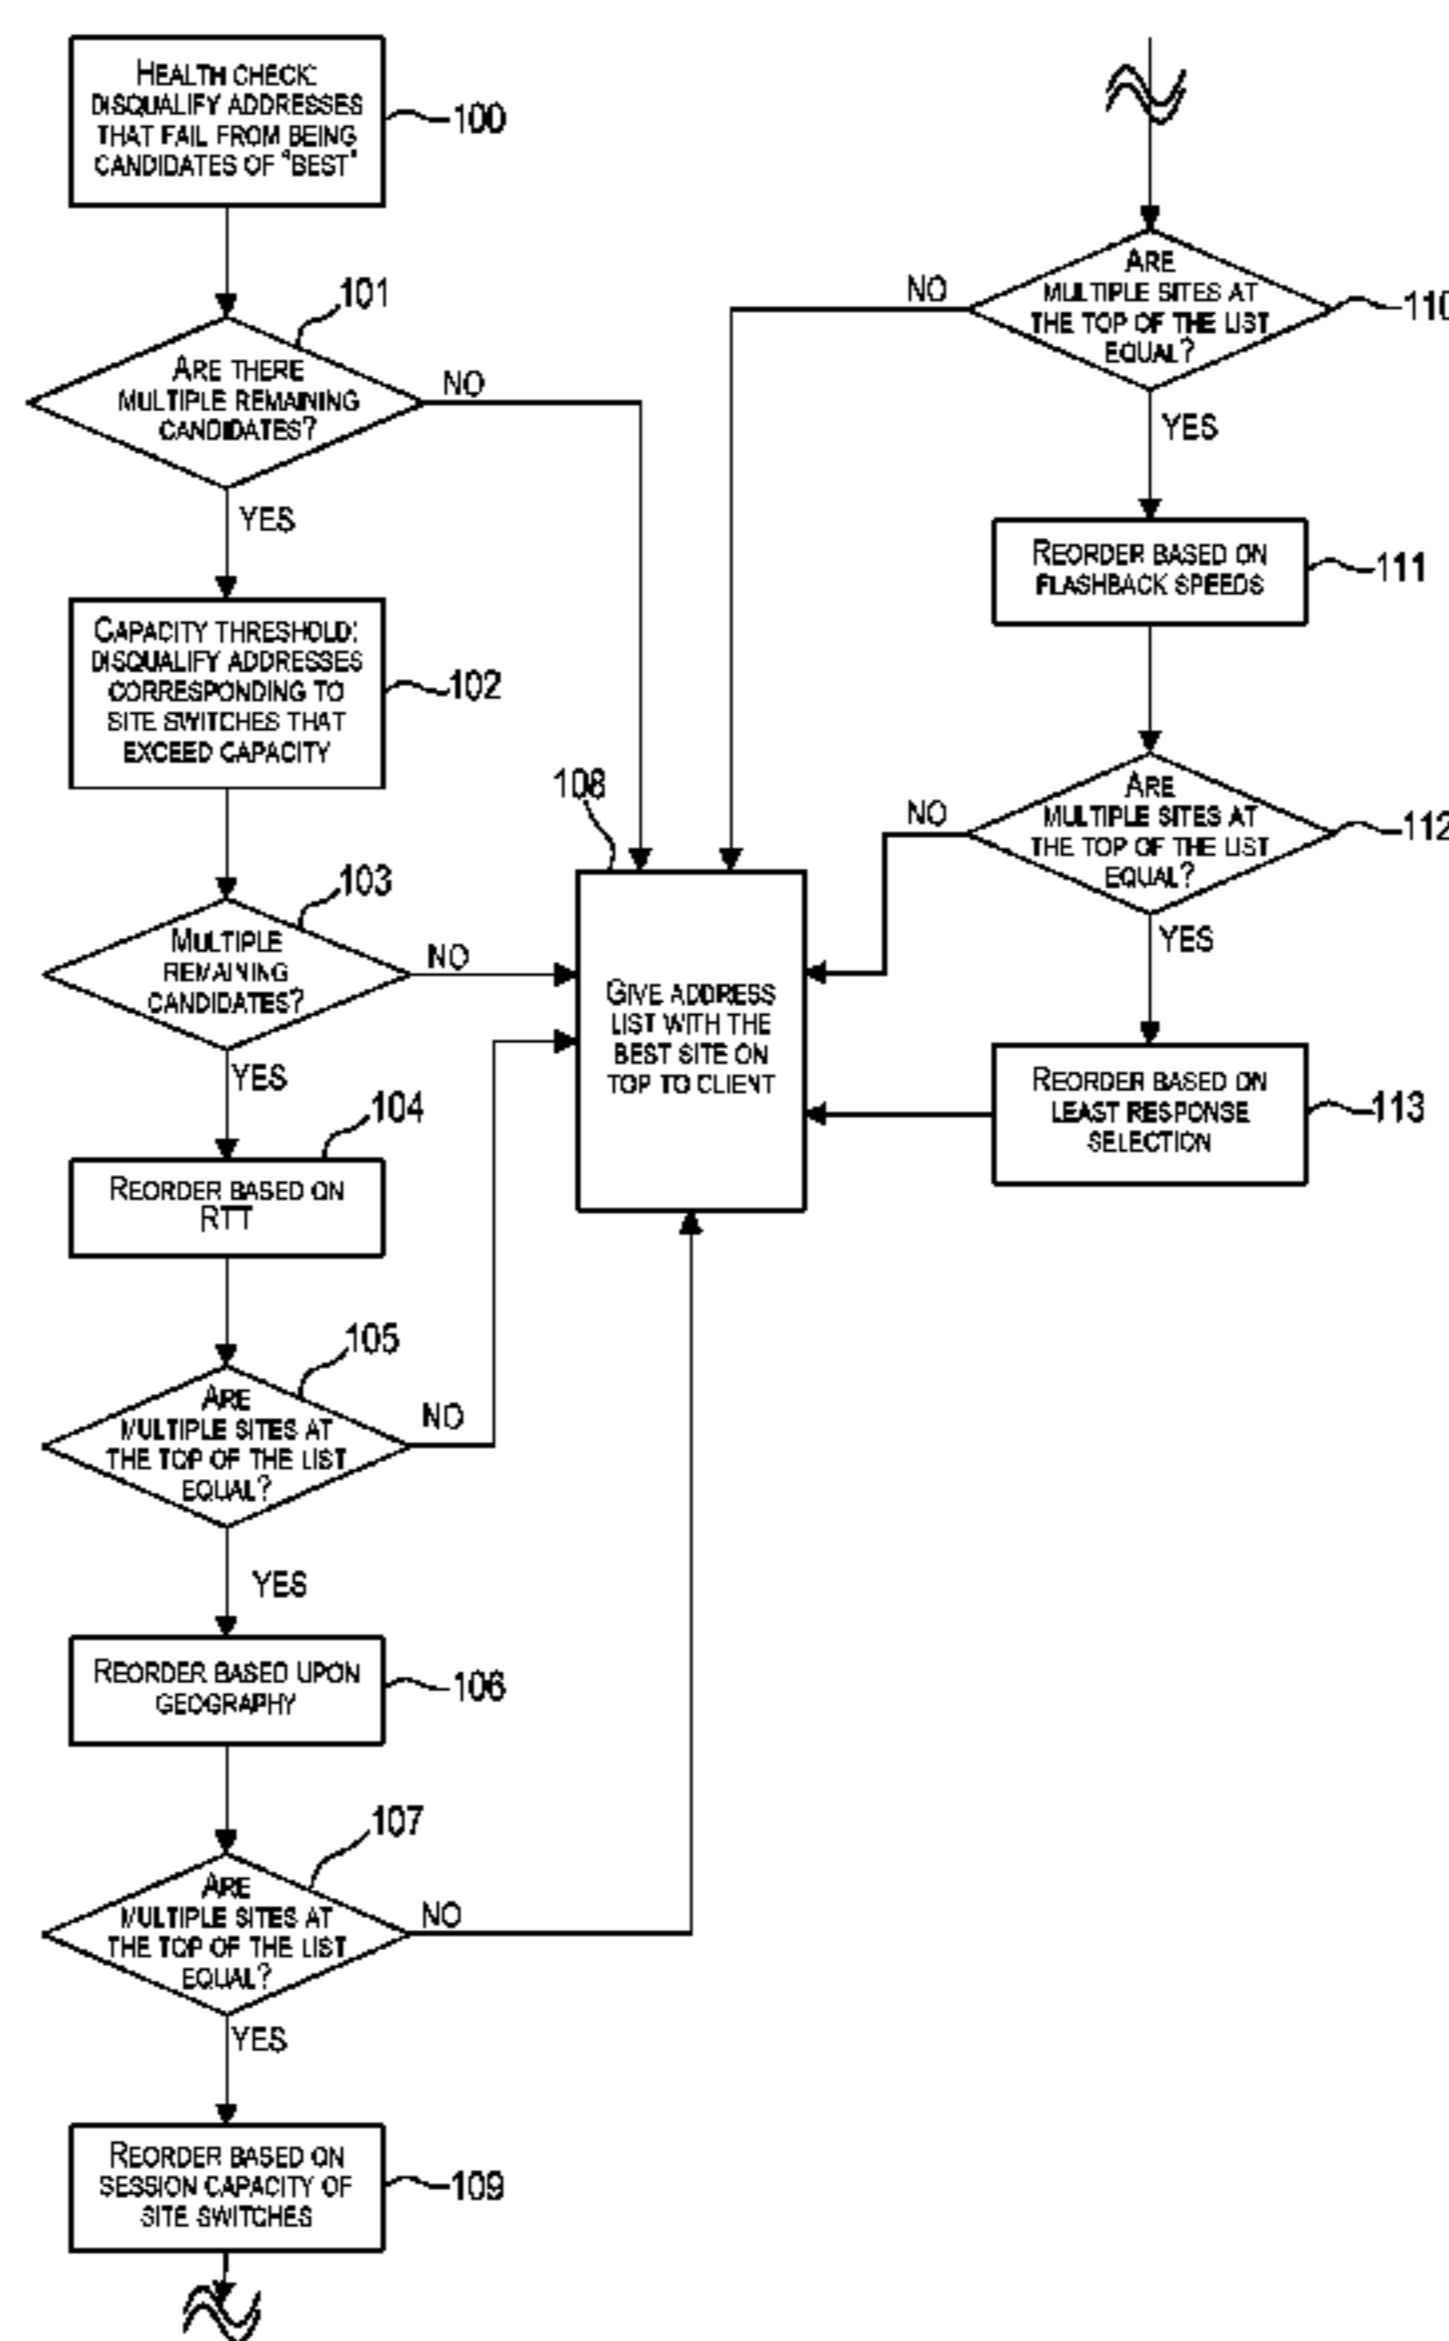 HEALTH CHECK:
DISQUALIFY ADDRESSES
THAT FAIL FROM BEING
CANDIDATES OF "BEST"
100
101
ARE THERE
MULTIPLE REMAINING
CANDIDATES?
NO
YES
CAPACITY THRESHOLD:
DISQUALIFY ADDRESSES
CORRESPONDING TO
SITE SWITCHES THAT
EXCEED CAPACITY
102
103
MULTIPLE
REMAINING
CANDIDATES?
NO
YES
104
REORDER BASED ON
RTT
105
ARE
MULTIPLE SITES AT
THE TOP OF THE LIST
EQUAL?
NO
YES
REORDER BASED UPON
GEOGRAPHY
106
107
ARE
MULTIPLE SITES AT
THE TOP OF THE LIST
EQUAL?
NO
YES
REORDER BASED ON
SESSION CAPACITY OF
SITE SWITCHES
109
108
GIVE ADDRESS
LIST WITH THE
BEST SITE ON
TOP TO CLIENT
ARE
MULTIPLE SITES AT
THE TOP OF THE LIST
EQUAL?
110
NO
YES
REORDER BASED ON
FLASHBACK SPEEDS
111
ARE
MULTIPLE SITES AT
THE TOP OF THE LIST
EQUAL?
112
NO
YES
REORDER BASED ON
LEAST RESPONSE
SELECTION
113